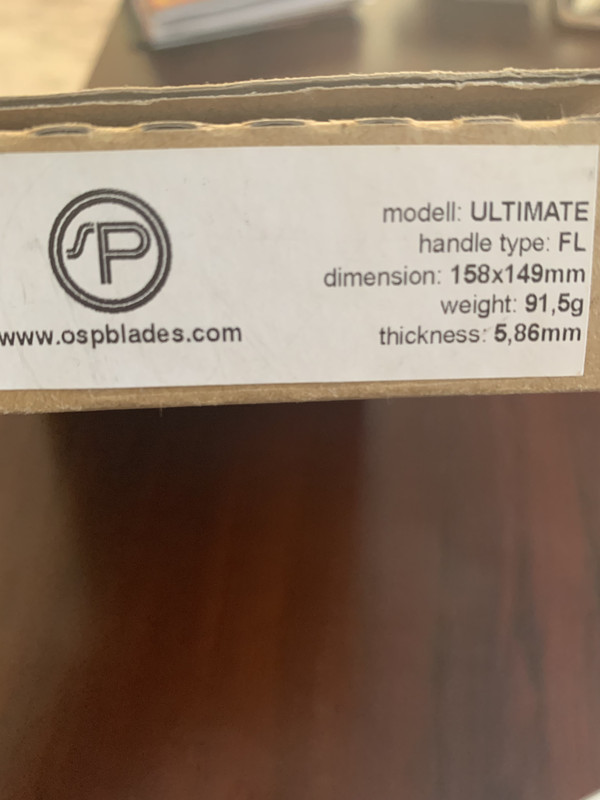 SP
www.ospblades.com
modell: ULTIMATE
handle type: FL
dimension: 158x149mm
weight: 91,5g
thickness: 5,86mm